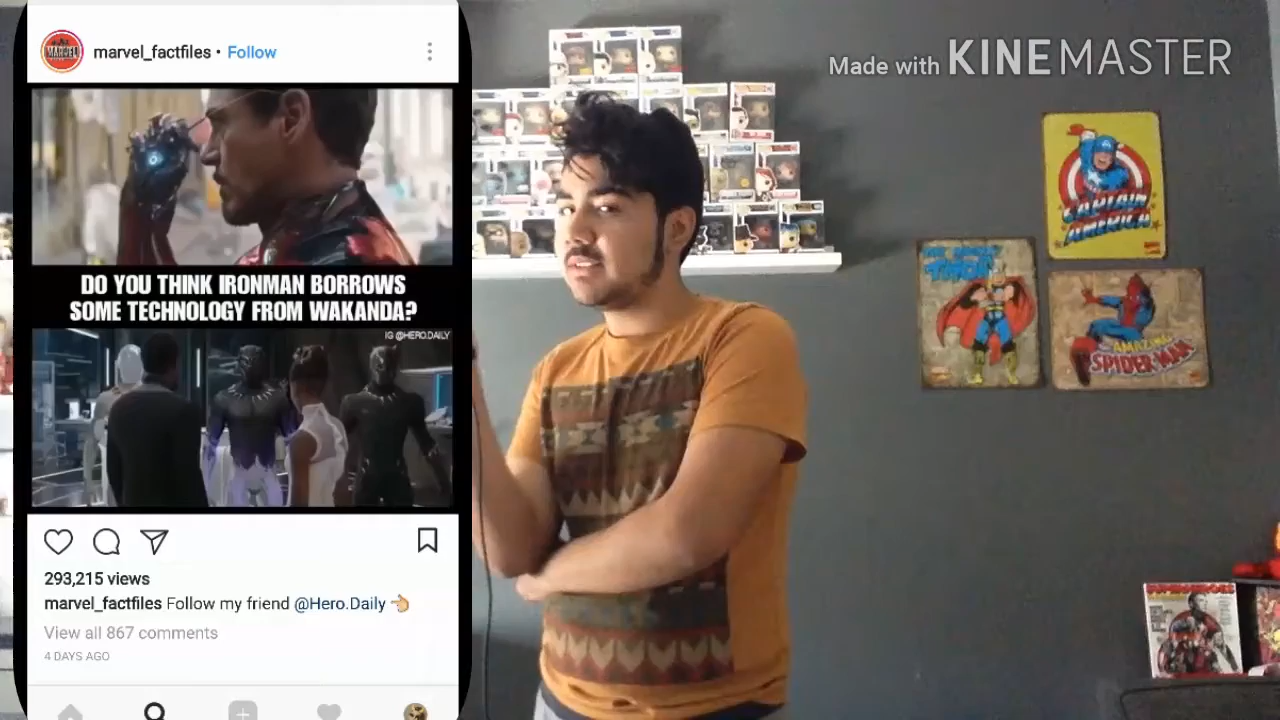 MARVEL
marvel_factfiles • Follow
DO YOU THINK IRONMAN BORROWS
SOME TECHNOLOGY FROM WAKANDA?
IG @HERO.DAILY
293,215 views
marvel_factfiles Follow my friend @Hero.Daily
View all 867 comments
4 DAYS AGO
Made with KINEMASTER
CAPTAIN
AMERICA
THOR
AMAZING
SPIDER-MAN